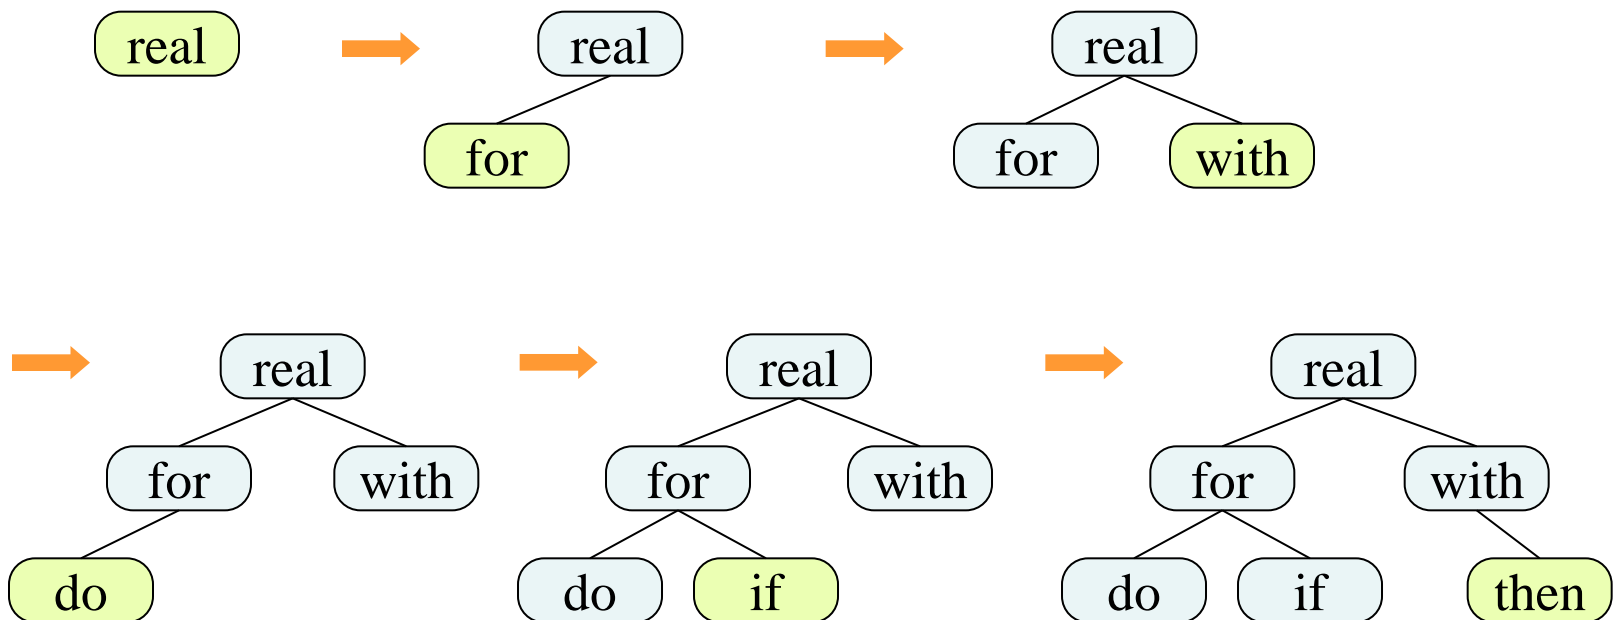 real real real
for for with
real real real
for with for with for with
do do if do if then